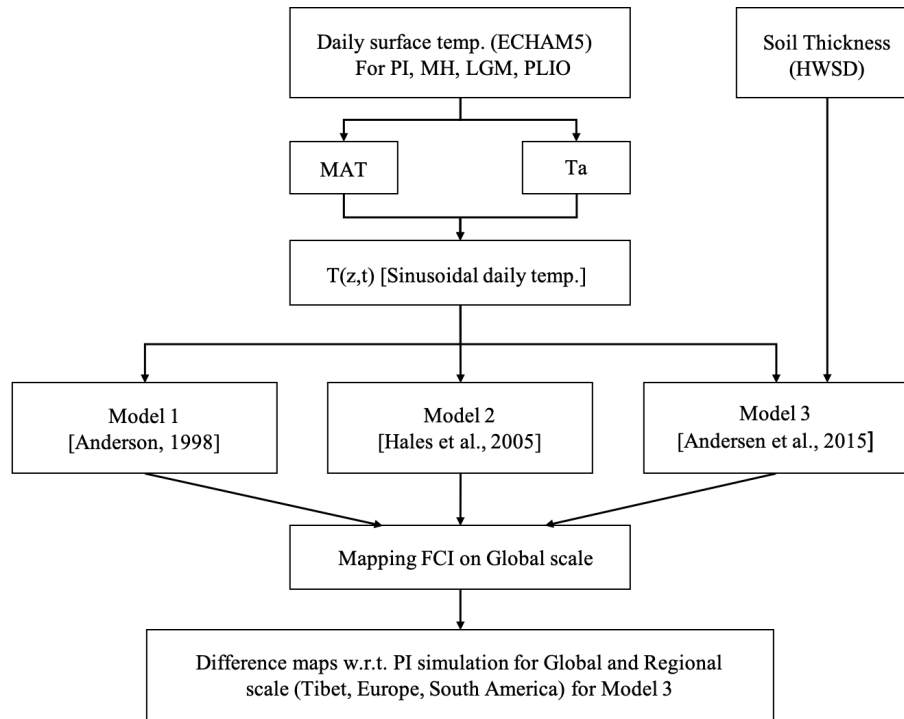 Daily surface temp. (ECHAM5)
For PI, MH, LGM, PLIO
Soil Thickness
(HWSD)
MAT
Ta
T(z,t) [Sinusoidal daily temp.]
Model 1
[Anderson, 1998]
Model 2
[Hales et al., 2005]
Model 3
[Andersen et al., 2015]
Mapping FCI on Global scale
Difference maps w.r.t. PI simulation for Global and Regional
scale (Tibet, Europe, South America) for Model 3